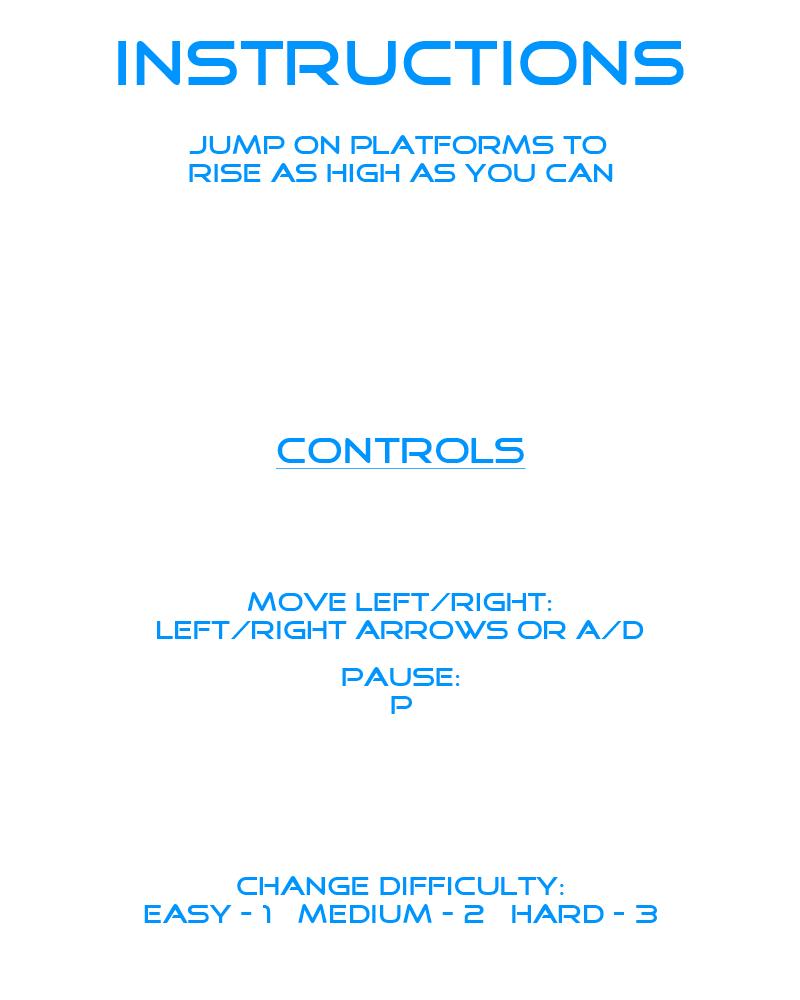 INSTRUCTIONS
JUMP ON PLATFORMS TO
RISE AS HIGH AS YOU CAN
CONTROLS
MOVE LEFT/RIGHT:
LEFT/RIGHT ARROWS OR A/D
PAUSE:
P
CHANGE DIFFICULTY:
EASY - 1 MEDIUM - 2 HARD - 3